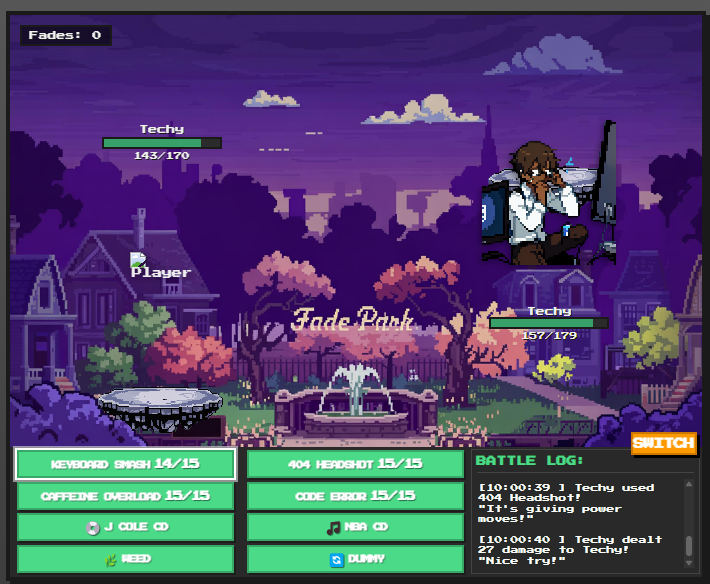 Fades: 0
Techy
143/170
Player
Fade Park
Techy
157/179
SWITCH
KEYBOARD SMASH 14/15
404 HEADSHOT 15/15
CAFFEINE OVERLOAD 15/15
CODE ERROR 15/15
J COLE CD
NBA CD
WEED
DUMMY
BATTLE LOG:
[10:00:39 ] Techy used
404 Headshot!
"It's giving power
moves!"
[10:00:40 ] Techy dealt
27 damage to Techy!
"Nice try!"